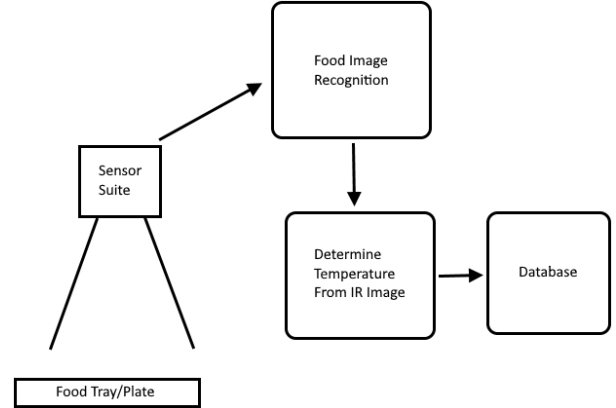 Food Image
Recognition
Sensor
Suite
Determine
Temperature
From IR Image
Database
Food Tray/Plate